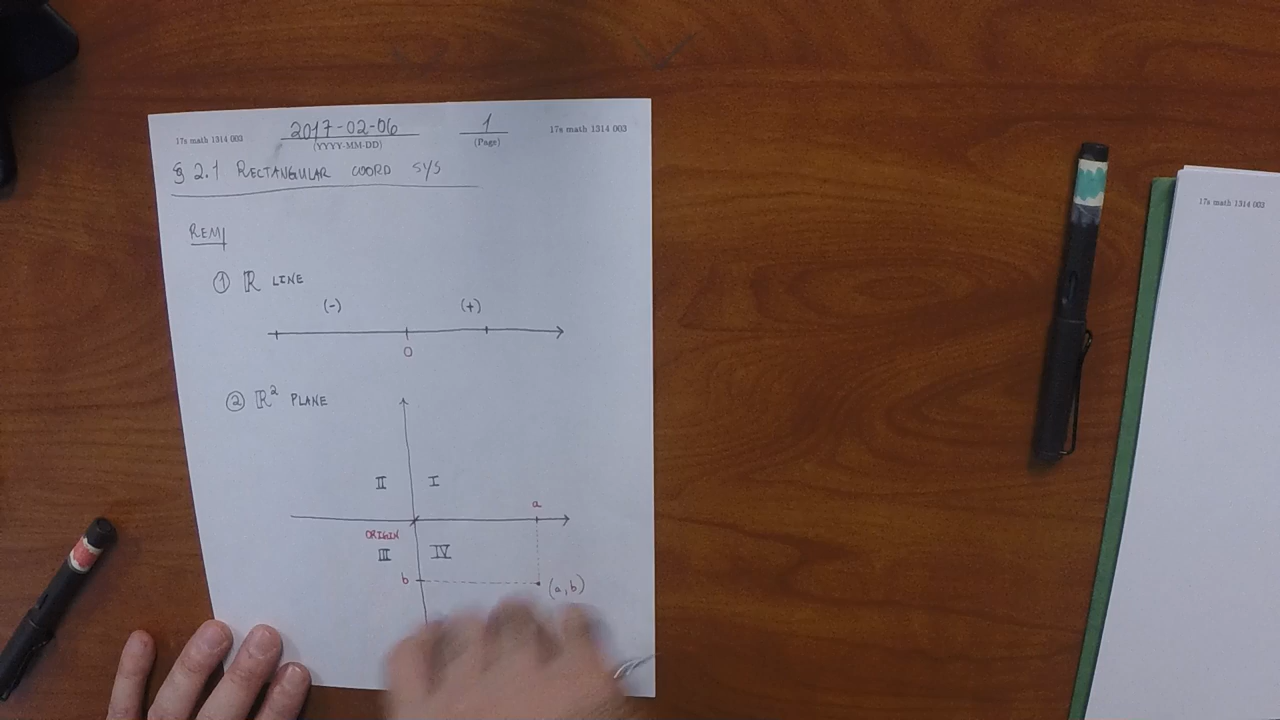 17s math 1314 003 2017-02-06 1 17s math 1314 003
(YYYY-MM-DD) (Page)
§ 2.1 RECTANGULAR COORD SYS
REM
① ℝ LINE
(-) (+)
0
② ℝ² PLANE
II I
a
ORIGIN
III IV
b (a,b)
17s math 1314 003